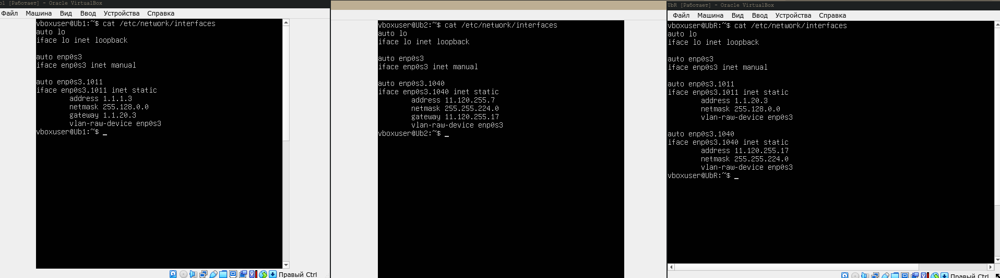 o1 [Работает] - Oracle VirtualBox
Файл Машина Вид Ввод Устройства Справка
vboxuser@Ub1:~$ cat /etc/network/interfaces
auto lo
iface lo inet loopback
auto enp0s3
iface enp0s3 inet manual
auto enp0s3.1011
iface enp0s3.1011 inet static
address 1.1.1.3
netmask 255.128.0.0
gateway 1.1.20.3
vlan-raw-device enp0s3
vboxuser@Ub1:~$ _
Правый Ctrl
vboxuser@Ub2:~$ cat /etc/network/interfaces
auto lo
iface lo inet loopback
auto enp0s3
iface enp0s3 inet manual
auto enp0s3.1040
iface enp0s3.1040 inet static
address 11.120.255.7
netmask 255.255.224.0
gateway 11.120.255.17
vlan-raw-device enp0s3
vboxuser@Ub2:~$ _
UbR [Работает] - Oracle VirtualBox
Файл Машина Вид Ввод Устройства Справка
vboxuser@UbR:~$ cat /etc/network/interfaces
auto lo
iface lo inet loopback
auto enp0s3
iface enp0s3 inet manual
auto enp0s3.1011
iface enp0s3.1011 inet static
address 1.1.20.3
netmask 255.128.0.0
vlan-raw-device enp0s3
auto enp0s3.1040
iface enp0s3.1040 inet static
address 11.120.255.17
netmask 255.255.224.0
vlan-raw-device enp0s3
vboxuser@UbR:~$ _
Правый Ctrl